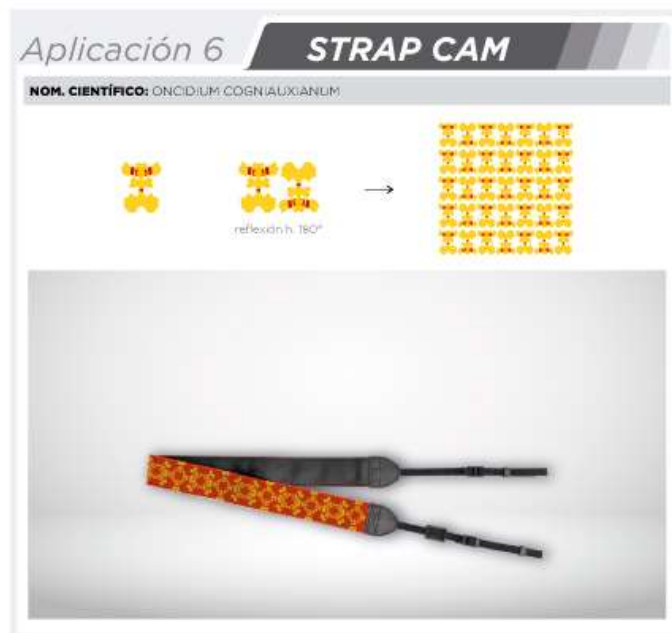 Aplicación 6
STRAP CAM
NOM. CIENTÍFICO: ONCIDIUM COGNIAUXIANUM
reflexión h. 180°